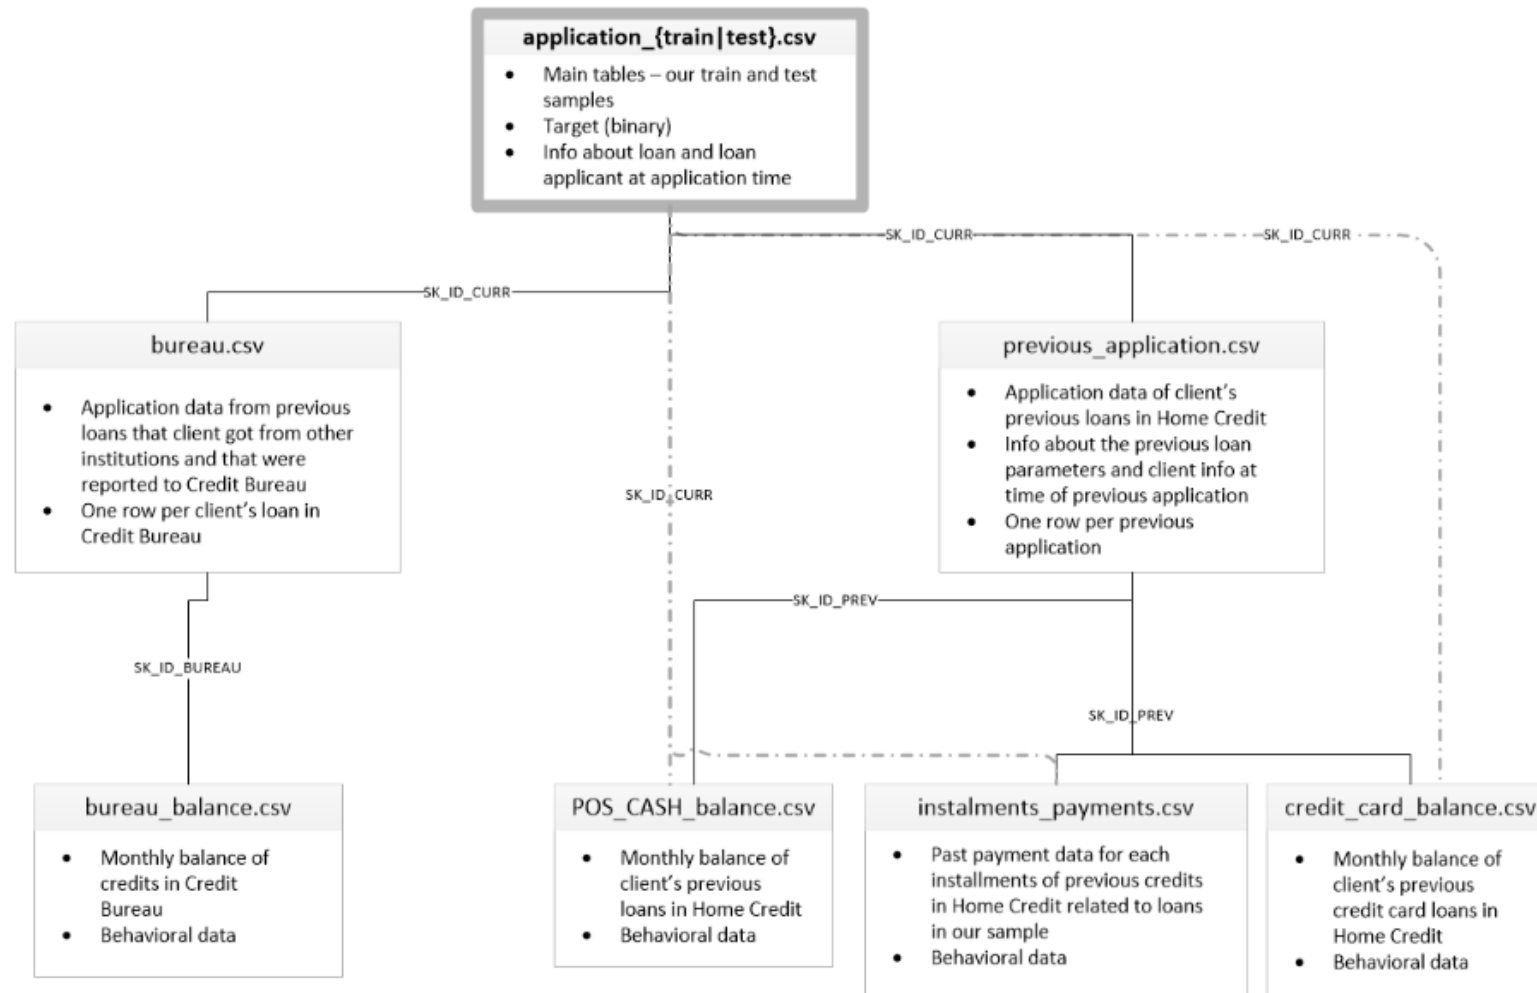 application_{train|test}.csv
• Main tables – our train and test
samples
• Target (binary)
• Info about loan and loan
applicant at application time
SK_ID_CURR
SK_ID_CURR
SK_ID_CURR
bureau.csv
• Application data from previous
loans that client got from other
institutions and that were
reported to Credit Bureau
• One row per client's loan in
Credit Bureau
previous_application.csv
• Application data of client's
previous loans in Home Credit
• Info about the previous loan
parameters and client info at
time of previous application
• One row per previous
application
SK_ID_CURR
SK_ID_PREV
SK_ID_BUREAU
SK_ID_PREV
bureau_balance.csv
• Monthly balance of
credits in Credit
Bureau
• Behavioral data
POS_CASH_balance.csv
• Monthly balance of
client's previous
loans in Home Credit
• Behavioral data
instalments_payments.csv
• Past payment data for each
installments of previous credits
in Home Credit related to loans
in our sample
• Behavioral data
credit_card_balance.csv
• Monthly balance of
client's previous
credit card loans in
Home Credit
• Behavioral data